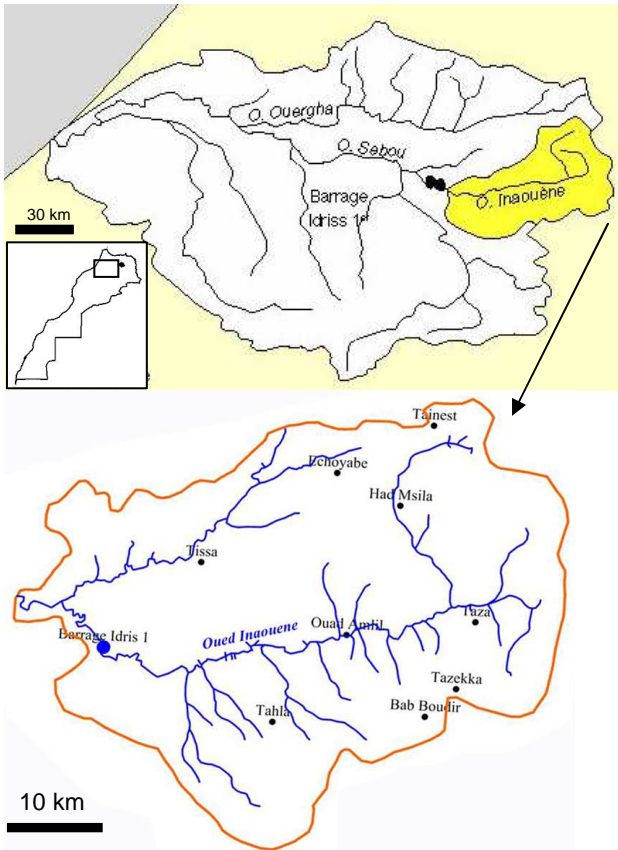 O. Ouergha
O. Sebou
O. Inaouène
Barrage
Idriss 1er
30 km
Tainest
Echoyabe
Had Msila
Tissa
Taza
Ouad Amlil
Oued Inaouene
Barrage Idris 1
Tazekka
Bab Boudir
Tahla
10 km